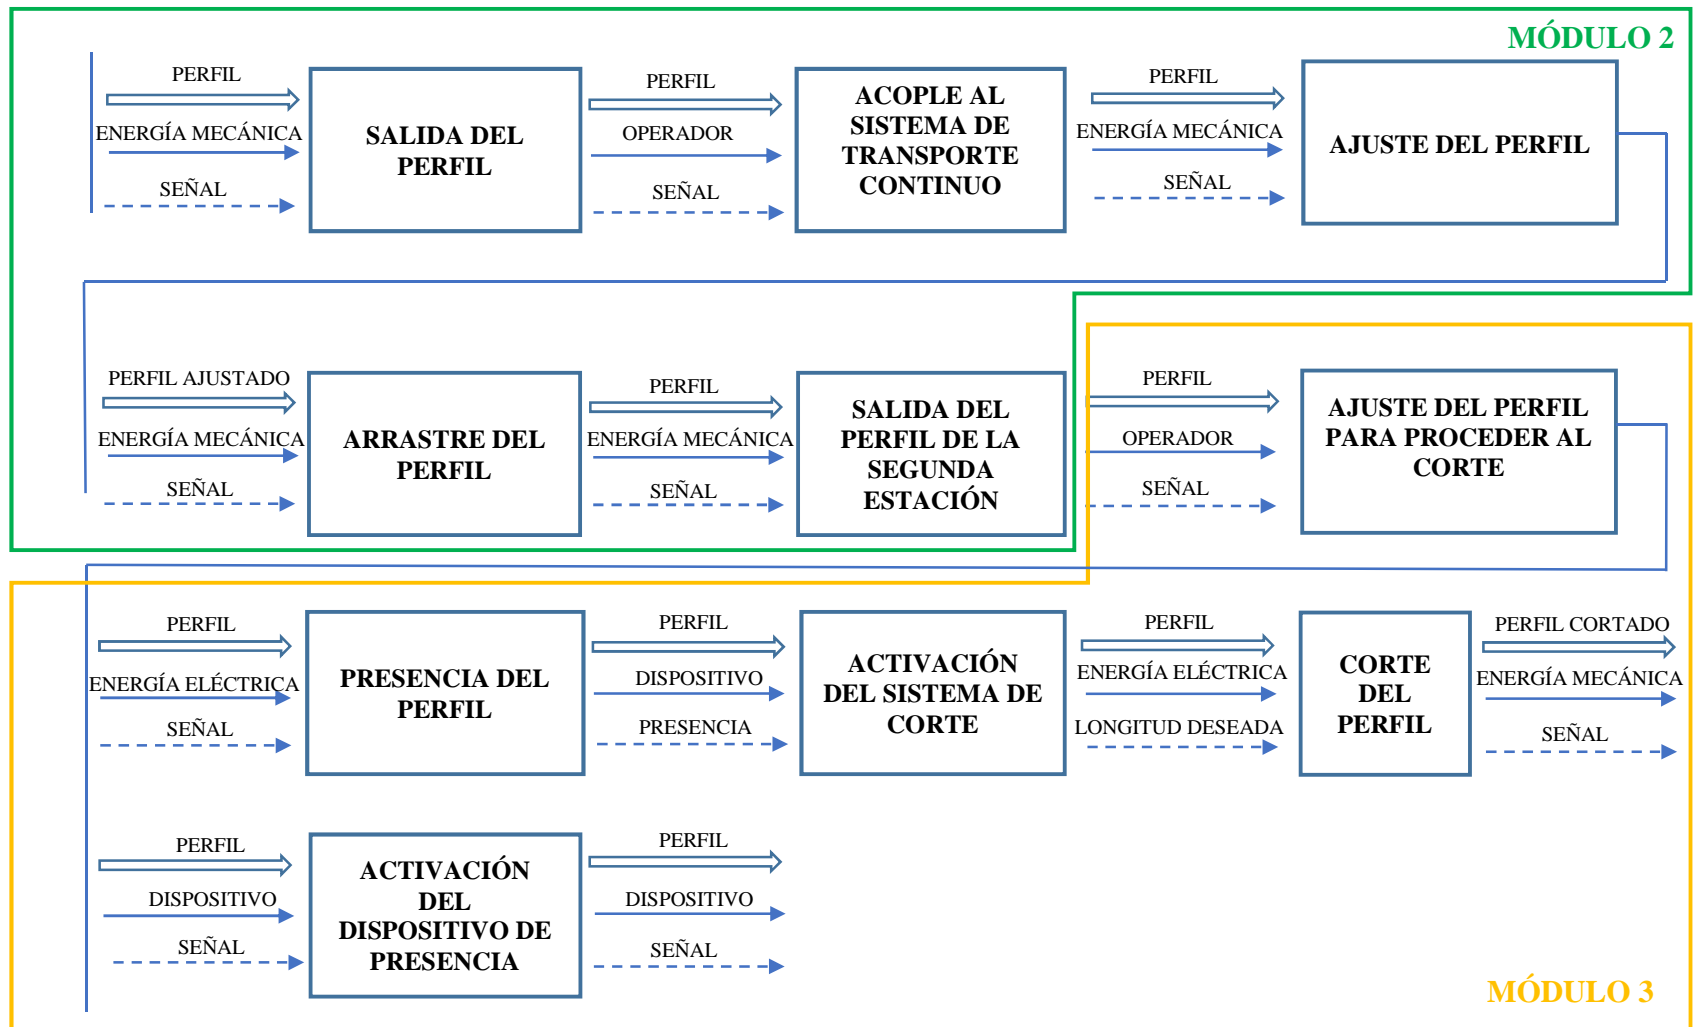 MÓDULO 2
PERFIL
ENERGÍA MECÁNICA
SEÑAL
SALIDA DEL
PERFIL
PERFIL
OPERADOR
SEÑAL
ACOPLE AL
SISTEMA DE
TRANSPORTE
CONTINUO
PERFIL
ENERGÍA MECÁNICA
SEÑAL
AJUSTE DEL PERFIL
PERFIL AJUSTADO
ENERGÍA MECÁNICA
SEÑAL
ARRASTRE DEL
PERFIL
PERFIL
ENERGÍA MECÁNICA
SEÑAL
SALIDA DEL
PERFIL DE LA
SEGUNDA
ESTACIÓN
PERFIL
OPERADOR
SEÑAL
AJUSTE DEL PERFIL
PARA PROCEDER AL
CORTE
PERFIL
ENERGÍA ELÉCTRICA
SEÑAL
PRESENCIA DEL
PERFIL
PERFIL
DISPOSITIVO
PRESENCIA
ACTIVACIÓN
DEL SISTEMA DE
CORTE
PERFIL
ENERGÍA ELÉCTRICA
LONGITUD DESEADA
CORTE
DEL
PERFIL
PERFIL CORTADO
ENERGÍA MECÁNICA
SEÑAL
PERFIL
DISPOSITIVO
SEÑAL
ACTIVACIÓN
DEL
DISPOSITIVO DE
PRESENCIA
PERFIL
DISPOSITIVO
SEÑAL
MÓDULO 3